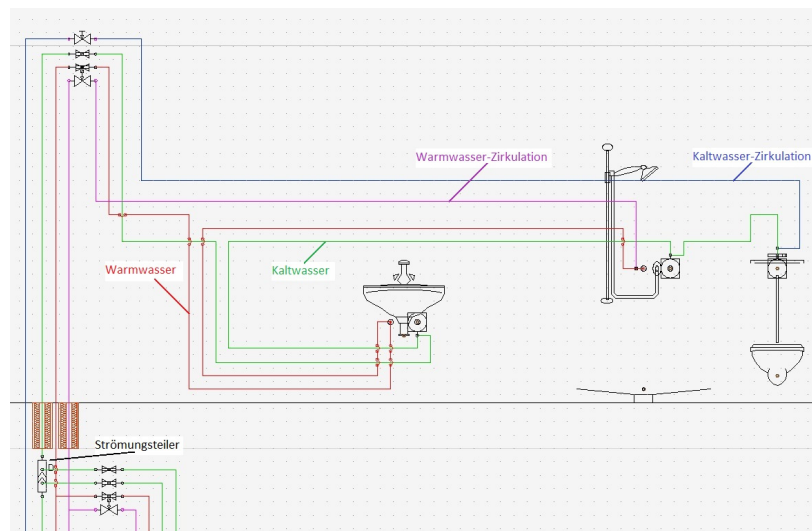 Warmwasser-Zirkulation
Kaltwasser-Zirkulation
Warmwasser
Kaltwasser
Strömungsteiler
D